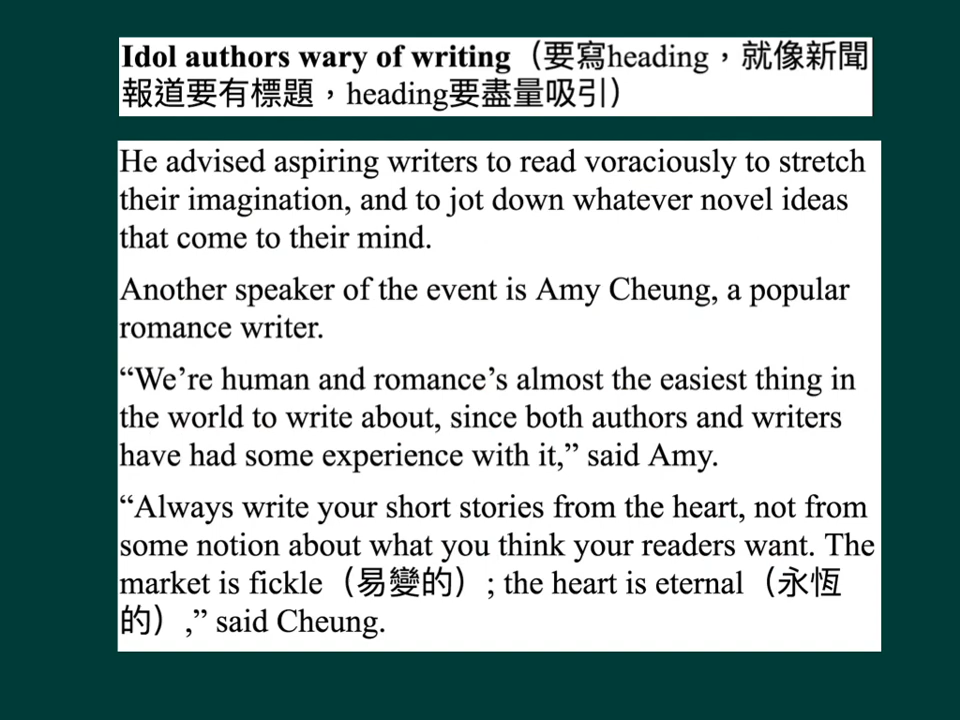 Idol authors wary of writing（要寫heading，就像新聞
報道要有標題，heading要盡量吸引）
He advised aspiring writers to read voraciously to stretch
their imagination, and to jot down whatever novel ideas
that come to their mind.
Another speaker of the event is Amy Cheung, a popular
romance writer.
“We’re human and romance’s almost the easiest thing in
the world to write about, since both authors and writers
have had some experience with it,” said Amy.
“Always write your short stories from the heart, not from
some notion about what you think your readers want. The
market is fickle（易變的）; the heart is eternal（永恆
的）,” said Cheung.